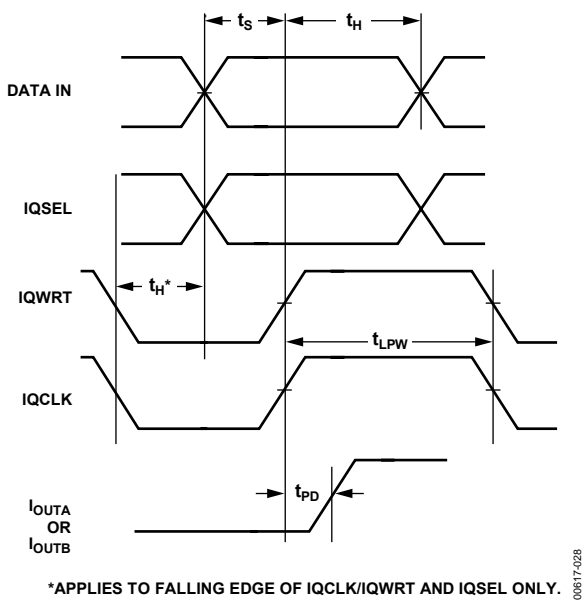 tS
tH
DATA IN
IQSEL
tH*
IQWRT
tLPW
IQCLK
tPD
IOUTA
OR
IOUTB
*APPLIES TO FALLING EDGE OF IQCLK/IQWRT AND IQSEL ONLY.
00617-028